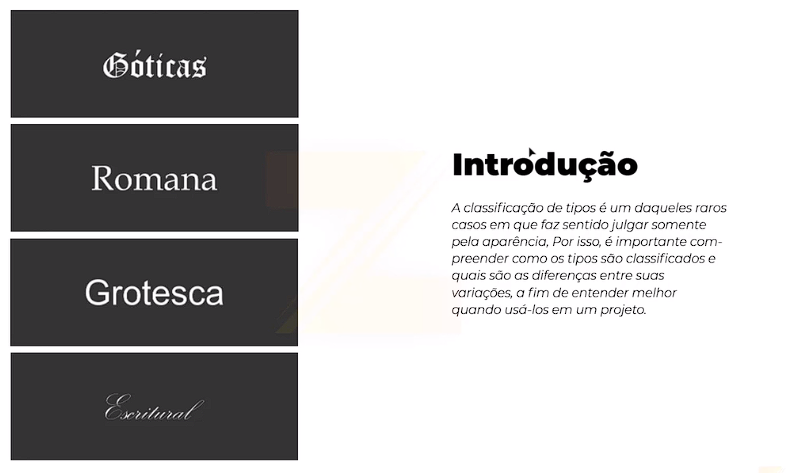 Góticas
Romana
Grotesca
Escritural
Introdução
A classificação de tipos é um daqueles raros
casos em que faz sentido julgar somente
pela aparência, Por isso, é importante com-
preender como os tipos são classificados e
quais são as diferenças entre suas
variações, a fim de entender melhor
quando usá-los em um projeto.